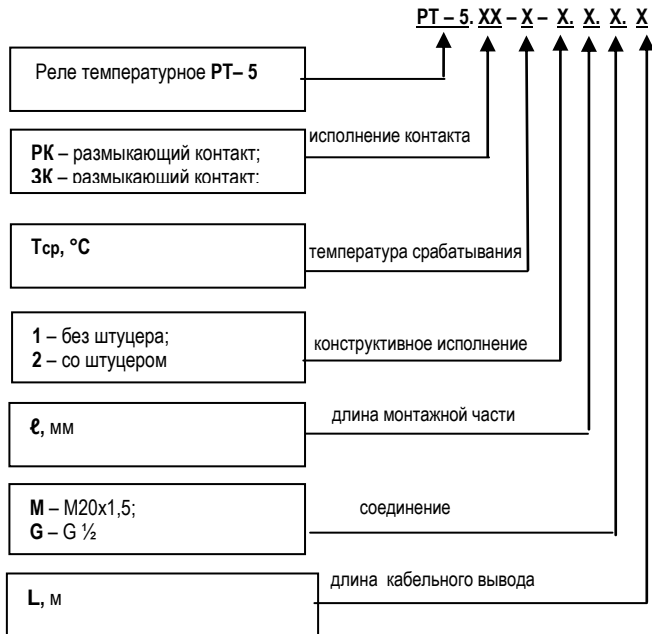 РТ – 5. ХХ – Х – Х. Х. Х. Х
Реле температурное РТ– 5
исполнение контакта
РК – размыкающий контакт;
ЗК – размыкающий контакт;
Тср, °С
температура срабатывания
1 – без штуцера;
2 – со штуцером
конструктивное исполнение
ℓ, мм
длина монтажной части
М – М20х1,5;
G – G ½
соединение
L, м
длина кабельного вывода